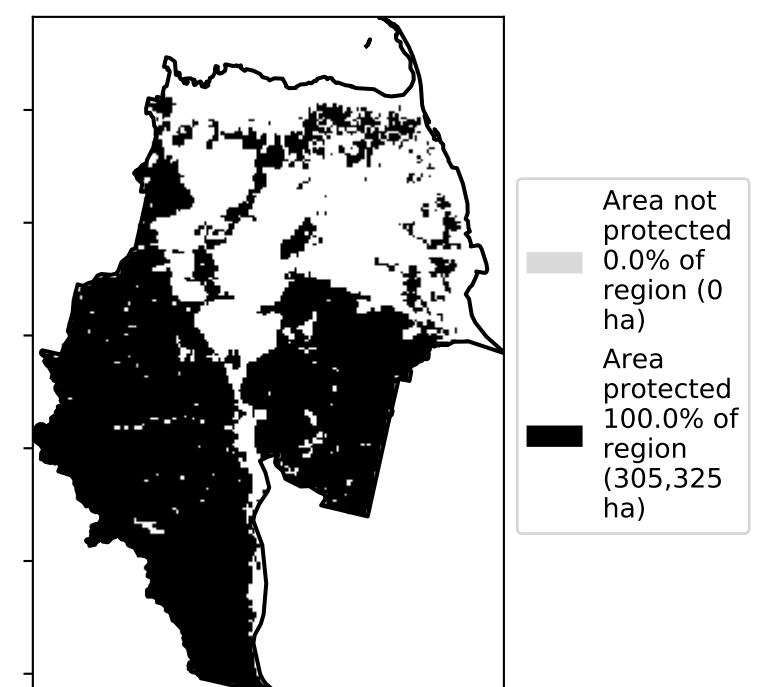 Area not
protected
0.0% of
region (0
ha)
Area
protected
100.0% of
region
(305,325
ha)